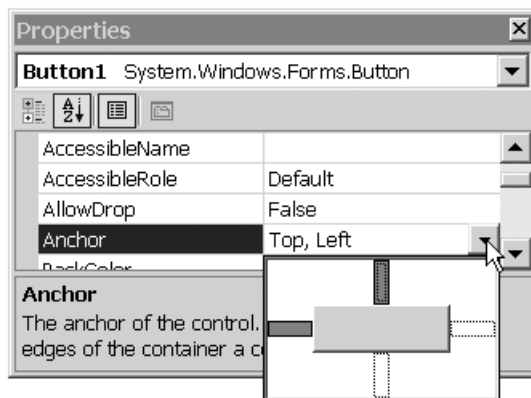 Properties
Button1 System.Windows.Forms.Button
AccessibleName
AccessibleRole Default
AllowDrop False
Anchor Top, Left
BackColor
Anchor
The anchor of the control.
edges of the container a